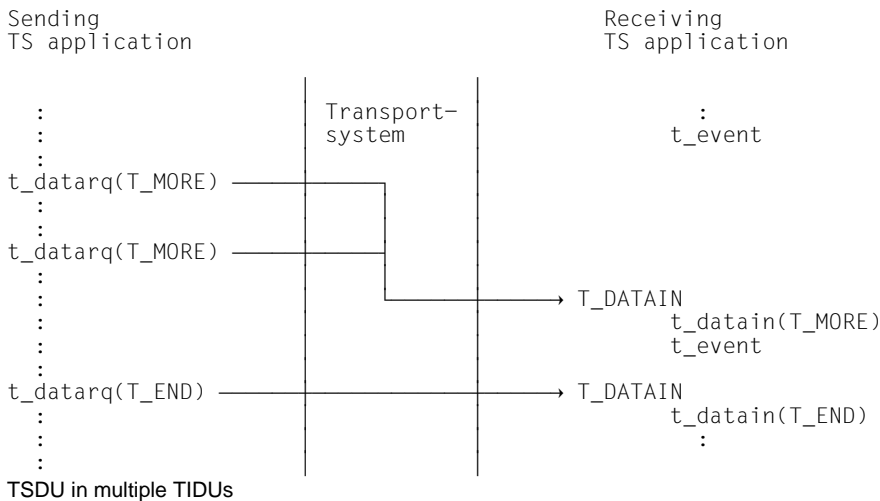 Sending Receiving
TS application TS application
: Transport– :
: system t_event
:
t_datarq(T_MORE)
:
:
t_datarq(T_MORE)
:
: T_DATAIN
: t_datain(T_MORE)
: t_event
:
t_datarq(T_END) T_DATAIN
: t_datain(T_END)
: :
:
TSDU in multiple TIDUs